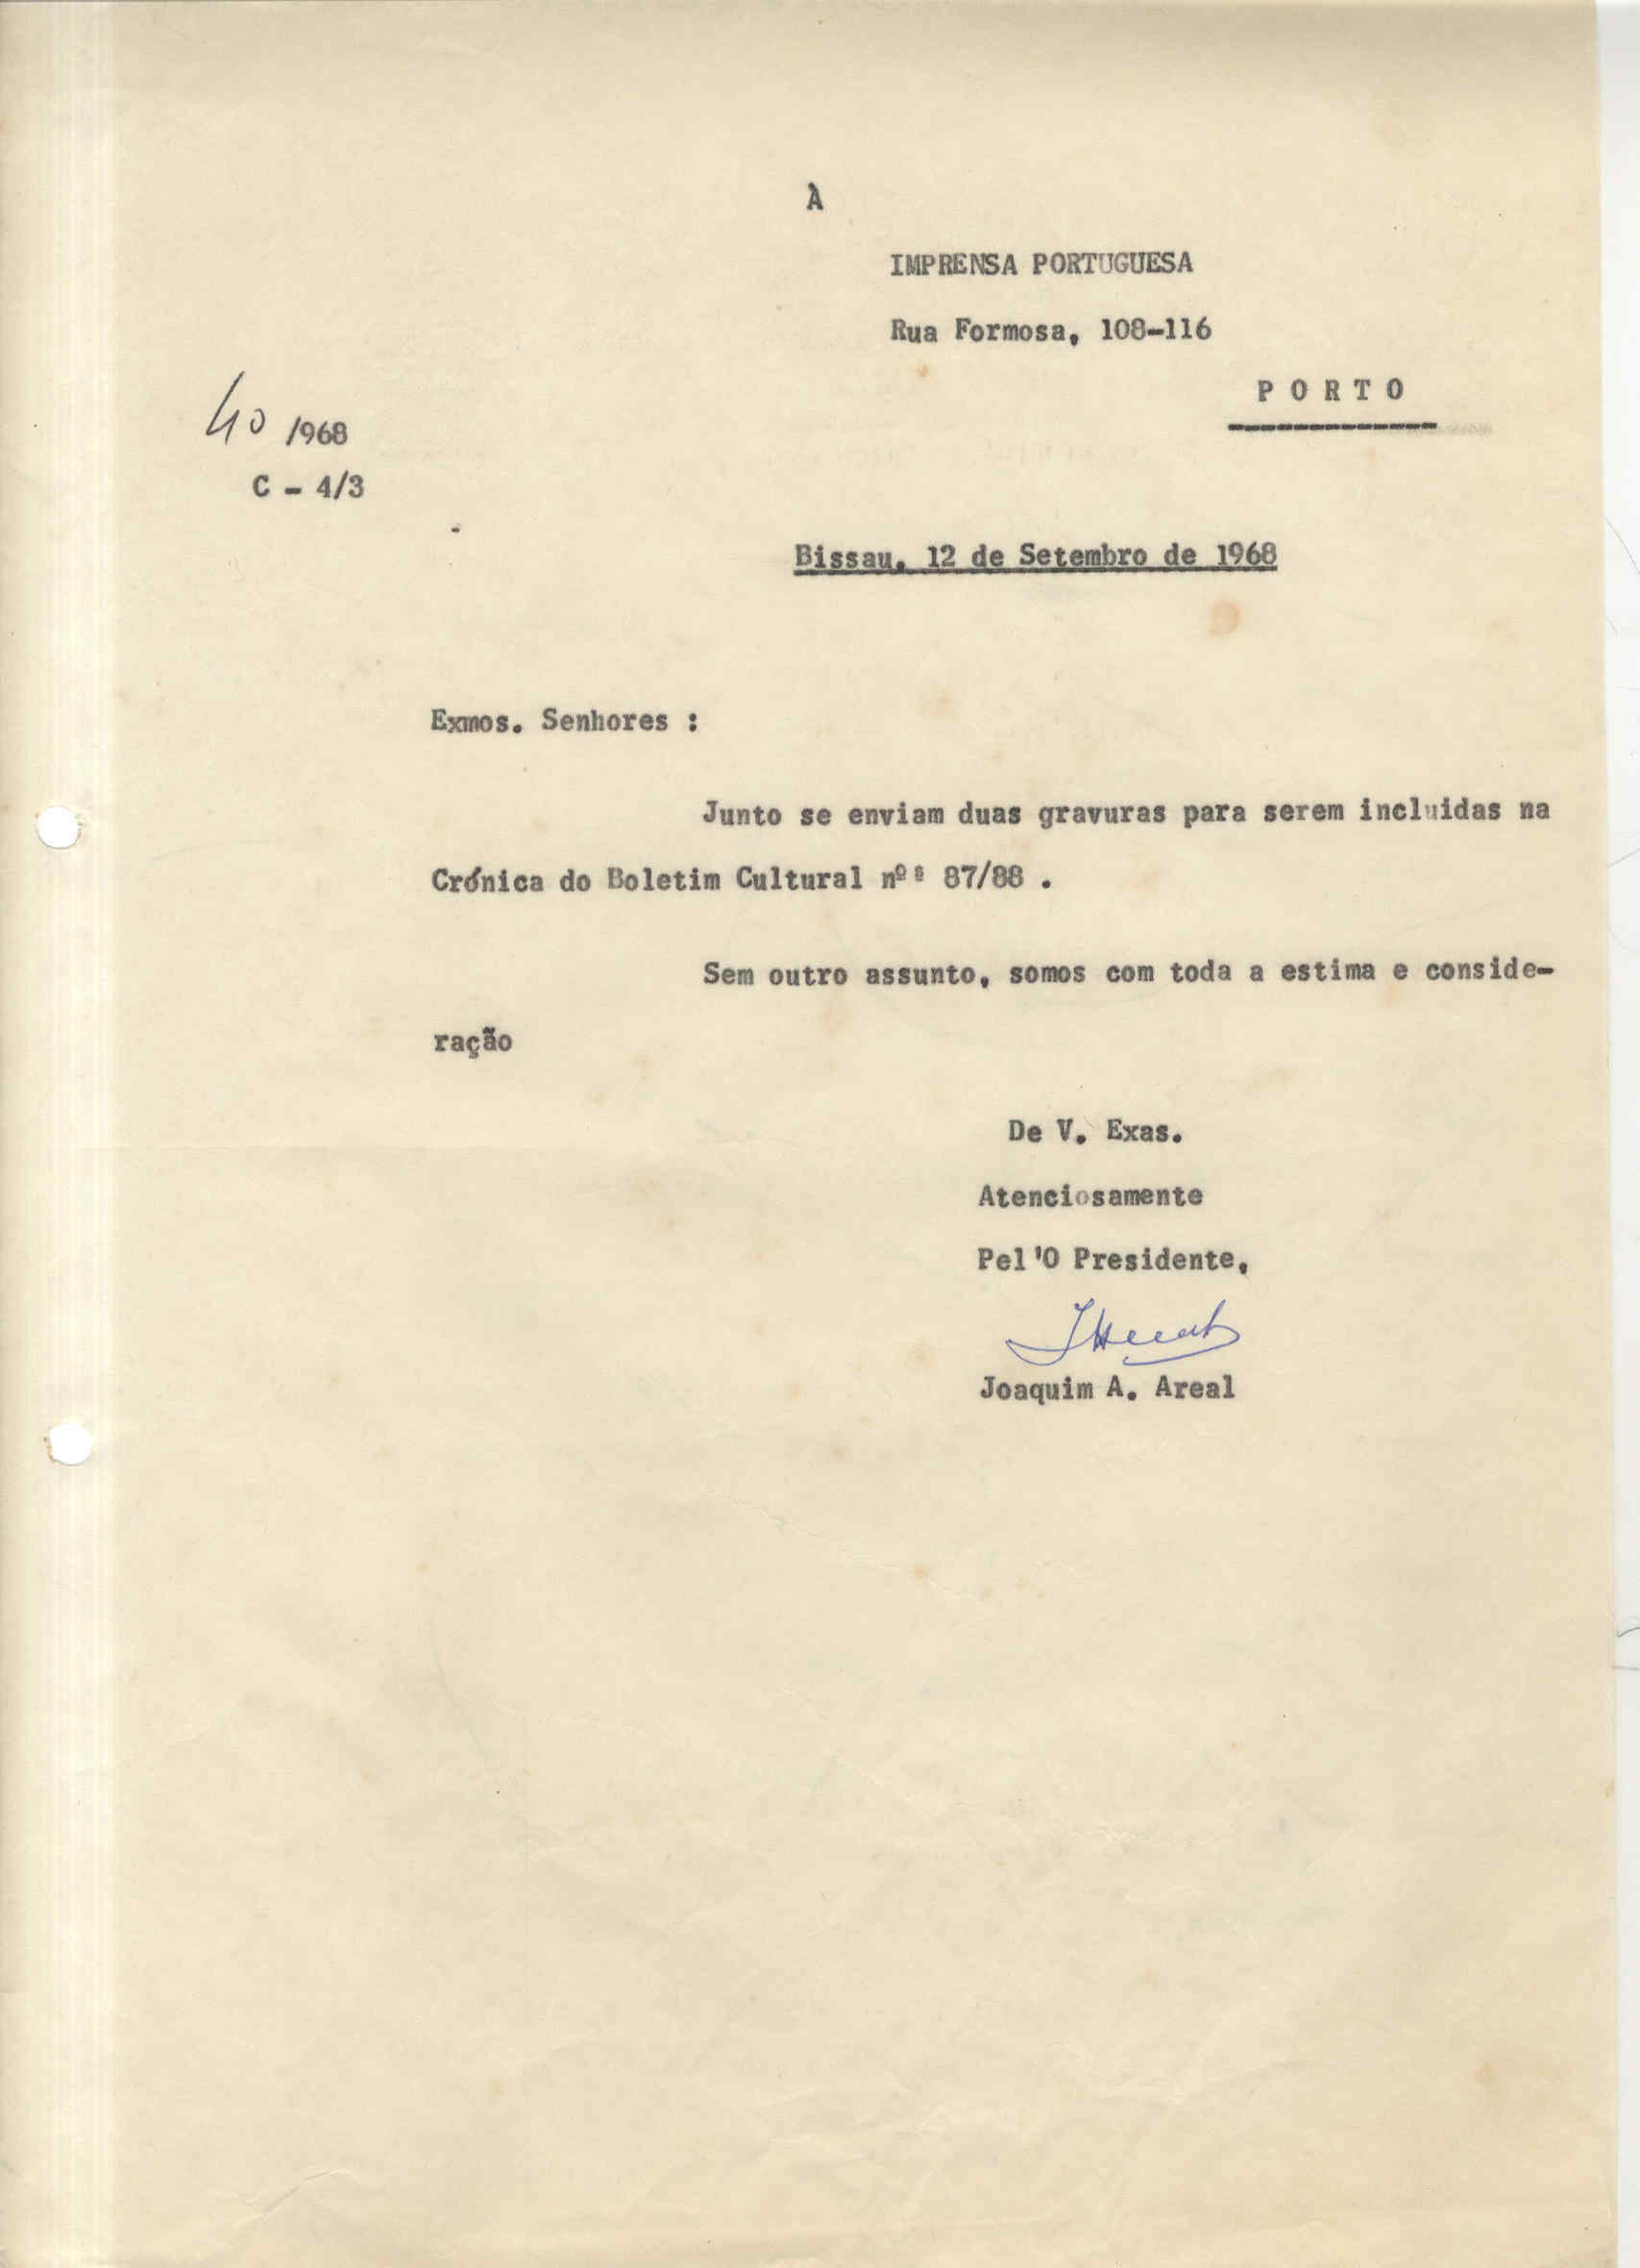 À
IMPRENSA PORTUGUESA
Rua Formosa, 108-116
P O R T O
40 /968
C - 4/3
Bissau, 12 de Setembro de 1968
Exmos. Senhores :
Junto se enviam duas gravuras para serem incluidas na
Crónica do Boletim Cultural nºs 87/88 .
Sem outro assunto, somos com toda a estima e conside-
ração
De V. Exas.
Atenciosamente
Pel'O Presidente,
Joaquim A. Areal